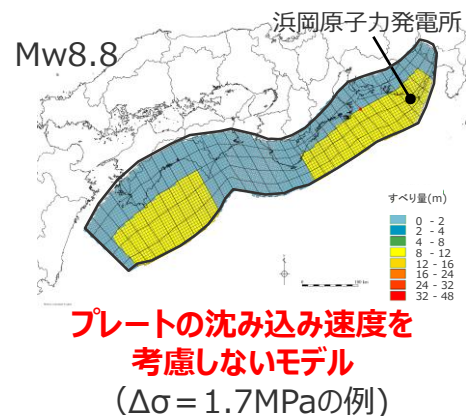 浜岡原子力発電所
Mw8.8
すべり量(m)
0 - 2
2 - 4
4 - 8
8 - 12
12 - 16
16 - 24
24 - 32
32 - 48
プレートの沈み込み速度を
考慮しないモデル
（Δσ＝1.7MPaの例)